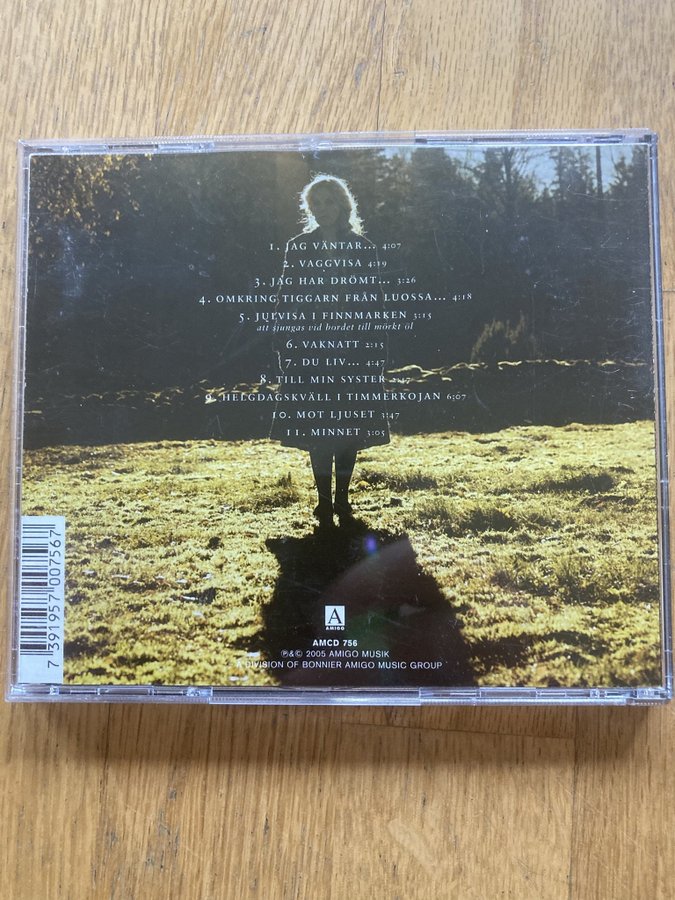 1. JAG VÄNTAR... 4:07
2. VAGGVISA 4:19
3. JAG HAR DRÖMT... 3:26
4. OMKRING TIGGARN FRÅN LUOSSA... 4:18
5. JULVISA I FINNMARKEN 3:15
att sjungas vid bordet till mörkt öl
6. VAKNATT 2:15
7. DU LIV... 4:47
8. TILL MIN SYSTER
9. HELGDAGSKVÄLL I TIMMERKOJAN 6:07
10. MOT LJUSET 3:47
11. MINNET 3:05
A
AMIGO
AMCD 756
℗&© 2005 AMIGO MUSIK
A DIVISION OF BONNIER AMIGO MUSIC GROUP
7 391957 007567